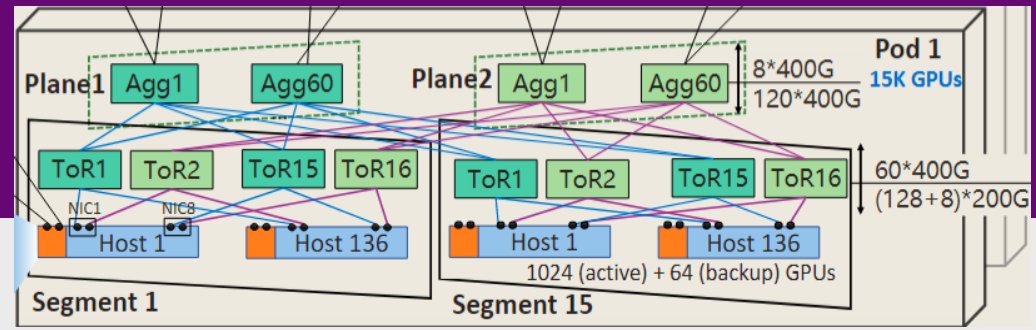 Pod 1
15K GPUs
Plane1
Agg1
Agg60
Plane2
Agg1
Agg60
8*400G
120*400G
ToR1
ToR2
ToR15
ToR16
ToR1
ToR2
ToR15
ToR16
60*400G
(128+8)*200G
NIC1
NIC8
Host 1
Host 136
Host 1
Host 136
1024 (active) + 64 (backup) GPUs
Segment 1
Segment 15